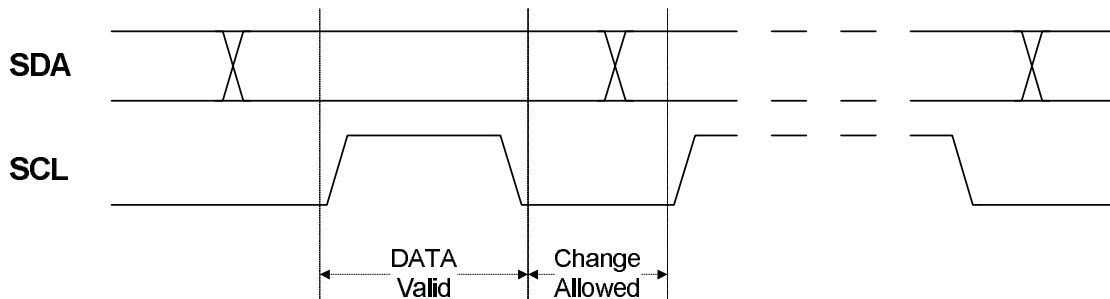 SDA
SCL
DATA
Valid
Change
Allowed